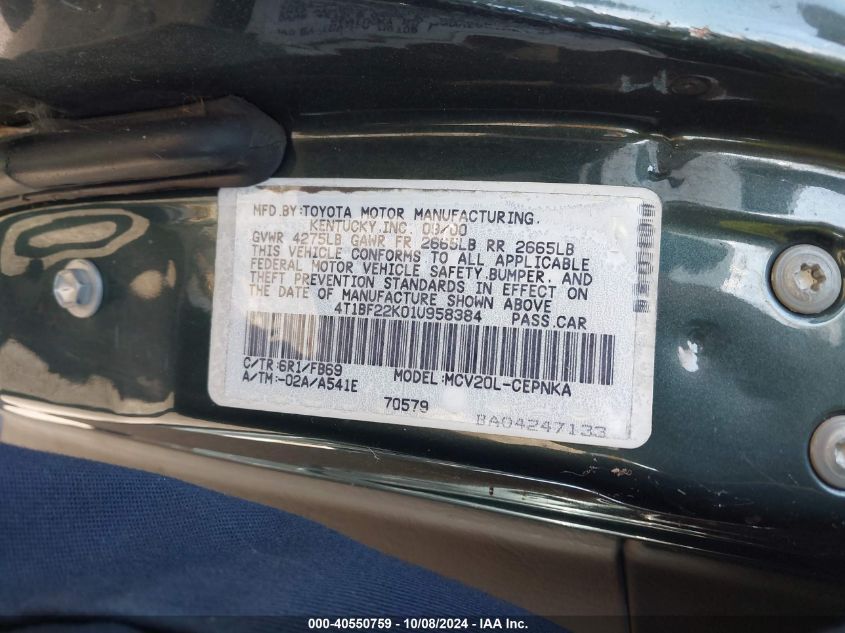 MFD.BY:TOYOTA MOTOR MANUFACTURING.
KENTUCKY.INC. 09/00
GVWR 4275LB GAWR FR 2665LB RR 2665LB
THIS VEHICLE CONFORMS TO ALL APPLICABLE
FEDERAL MOTOR VEHICLE SAFETY.BUMPER. AND
THEFT PREVENTION STANDARDS IN EFFECT ON
THE DATE OF MANUFACTURE SHOWN ABOVE
4T1BF22K01U958384 PASS.CAR
C/TR:6R1/FB69 MODEL:MCV20L-CEPNKA
A/TM:-02A/A541E
70579
BA04247133
000-40550759 - 10/08/2024 - IAA Inc.